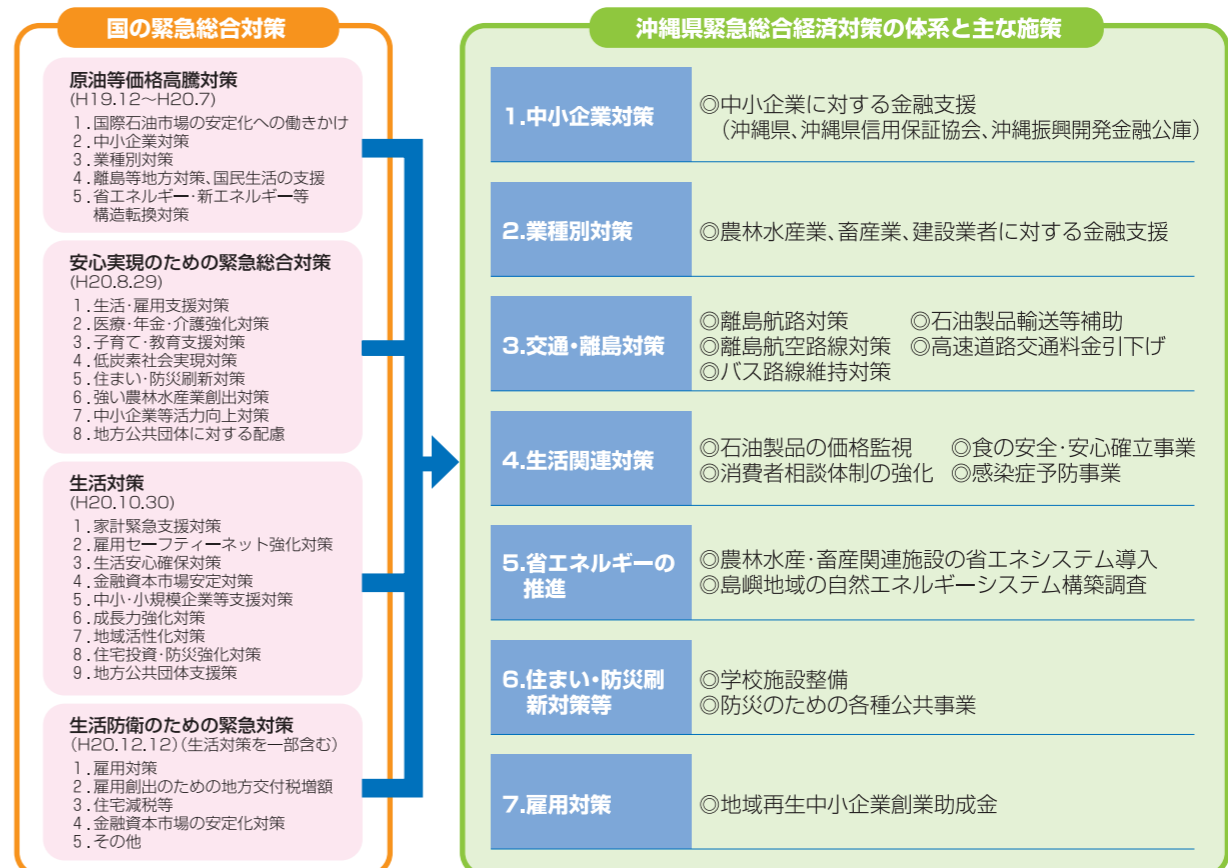 国の緊急総合対策
原油等価格高騰対策
(H19.12〜H20.7)
1.国際石油市場の安定化への働きかけ
2.中小企業対策
3.業種別対策
4.離島等地方対策、国民生活の支援
5.省エネルギー・新エネルギー等
構造転換対策
安心実現のための緊急総合対策
(H20.8.29)
1.生活・雇用支援対策
2.医療・年金・介護強化対策
3.子育て・教育支援対策
4.低炭素社会実現対策
5.住まい・防災刷新対策
6.強い農林水産業創出対策
7.中小企業等活力向上対策
8.地方公共団体に対する配慮
生活対策
(H20.10.30)
1.家計緊急支援対策
2.雇用セーフティーネット強化対策
3.生活安心確保対策
4.金融資本市場安定対策
5.中小・小規模企業等支援対策
6.成長力強化対策
7.地域活性化対策
8.住宅投資・防災強化対策
9.地方公共団体支援策
生活防衛のための緊急対策
(H20.12.12)(生活対策を一部含む)
1.雇用対策
2.雇用創出のための地方交付税増額
3.住宅減税等
4.金融資本市場の安定化対策
5.その他
沖縄県緊急総合経済対策の体系と主な施策
1.中小企業対策
◎中小企業に対する金融支援
(沖縄県、沖縄県信用保証協会、沖縄振興開発金融公庫)
2.業種別対策
◎農林水産業、畜産業、建設業者に対する金融支援
3.交通・離島対策
◎離島航路対策 ◎石油製品輸送等補助
◎離島航空路線対策 ◎高速道路交通料金引下げ
◎バス路線維持対策
4.生活関連対策
◎石油製品の価格監視 ◎食の安全・安心確立事業
◎消費者相談体制の強化 ◎感染症予防事業
5.省エネルギーの
推進
◎農林水産・畜産関連施設の省エネシステム導入
◎島嶼地域の自然エネルギーシステム構築調査
6.住まい・防災刷
新対策等
◎学校施設整備
◎防災のための各種公共事業
7.雇用対策
◎地域再生中小企業創業助成金